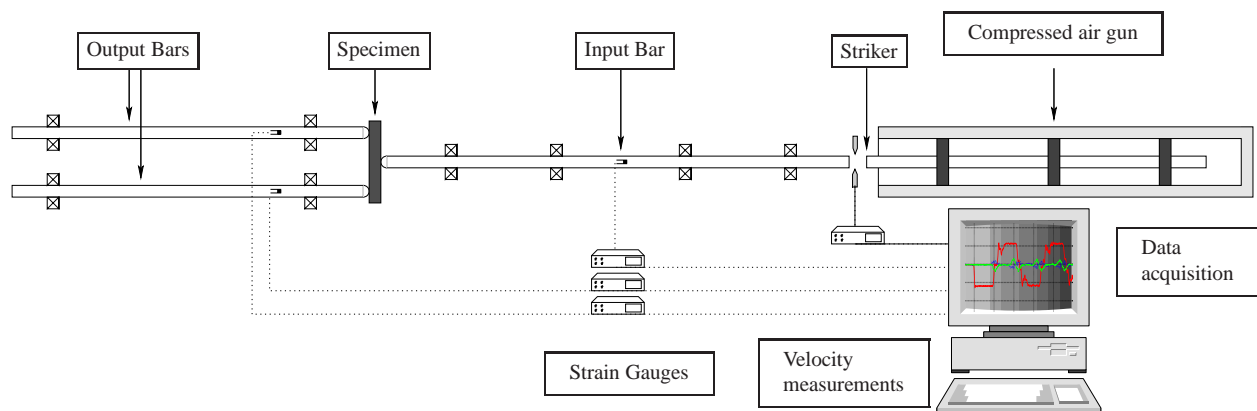 Output Bars
Specimen
Input Bar
Striker
Compressed air gun
Data
acquisition
Strain Gauges
Velocity
measurements